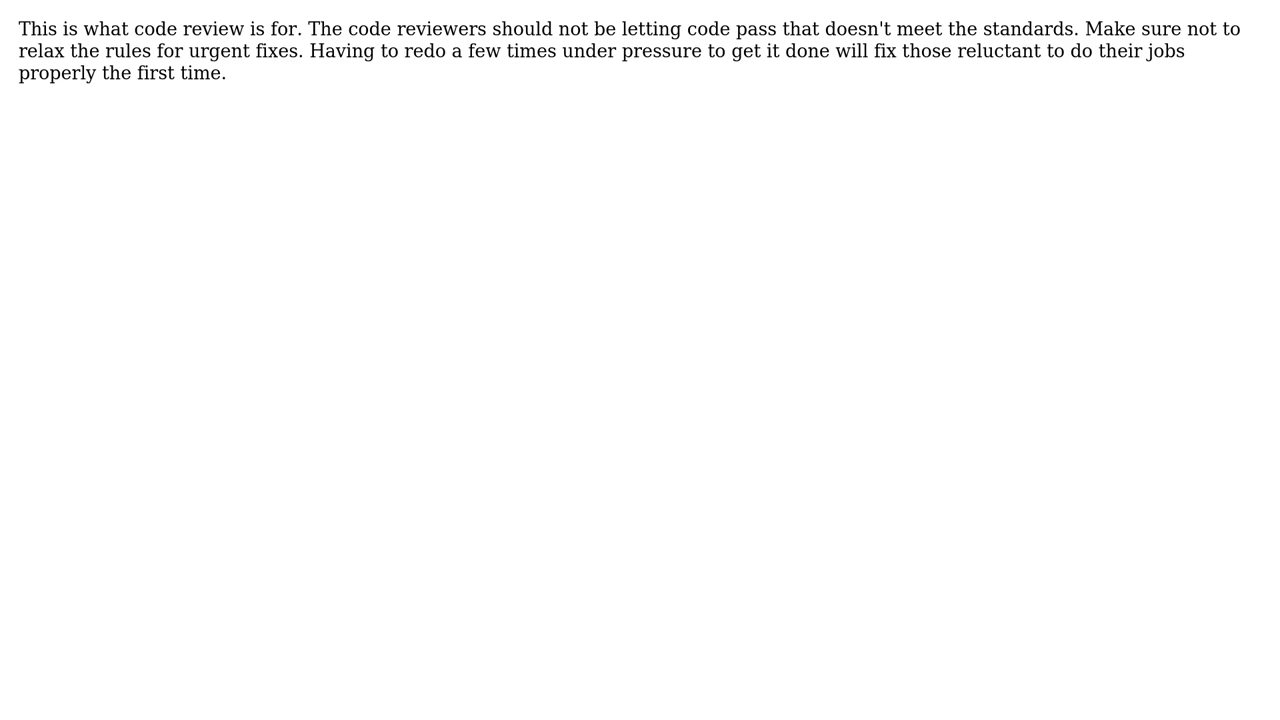 This is what code review is for. The code reviewers should not be letting code pass that doesn't meet the standards. Make sure not to
relax the rules for urgent fixes. Having to redo a few times under pressure to get it done will fix those reluctant to do their jobs
properly the first time.